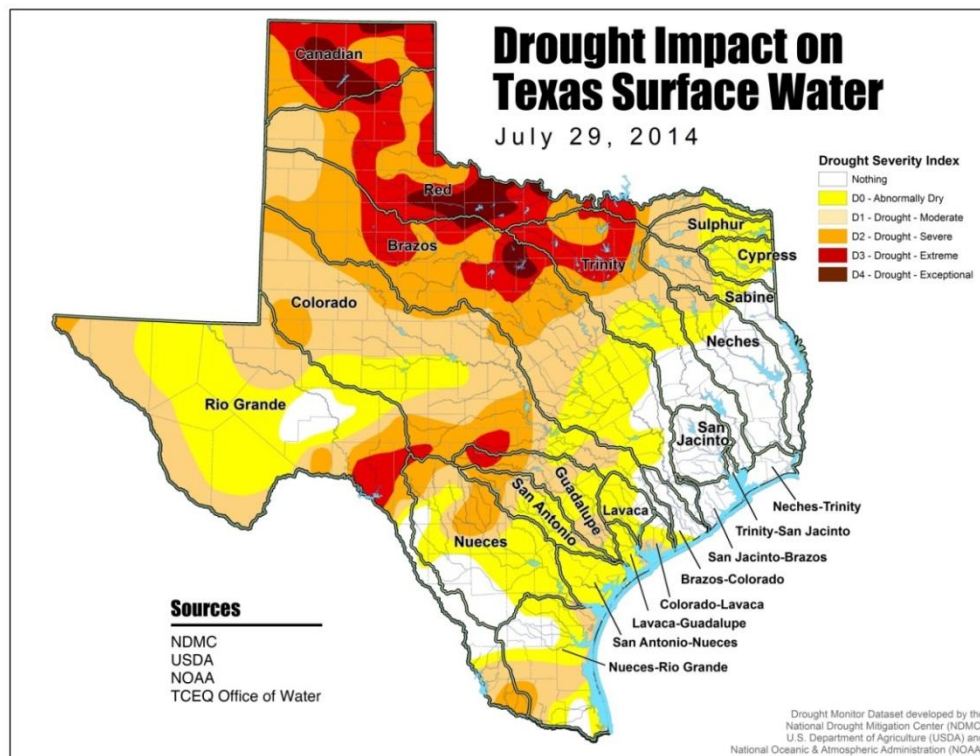 Drought Impact on
Texas Surface Water
July 29, 2014
Drought Severity Index
Nothing
D0 - Abnormally Dry
D1 - Drought - Moderate
D2 - Drought - Severe
D3 - Drought - Extreme
D4 - Drought - Exceptional
Canadian
Red
Brazos
Trinity
Sulphur
Cypress
Sabine
Neches
Colorado
Rio Grande
San
Jacinto
Guadalupe
San Antonio
Lavaca
Nueces
Neches-Trinity
Trinity-San Jacinto
San Jacinto-Brazos
Brazos-Colorado
Colorado-Lavaca
Lavaca-Guadalupe
San Antonio-Nueces
Nueces-Rio Grande
Sources
NDMC
USDA
NOAA
TCEQ Office of Water
Drought Monitor Dataset developed by the
National Drought Mitigation Center (NDMC)
U.S. Department of Agriculture (USDA) and
National Oceanic & Atmospheric Administration (NOAA)